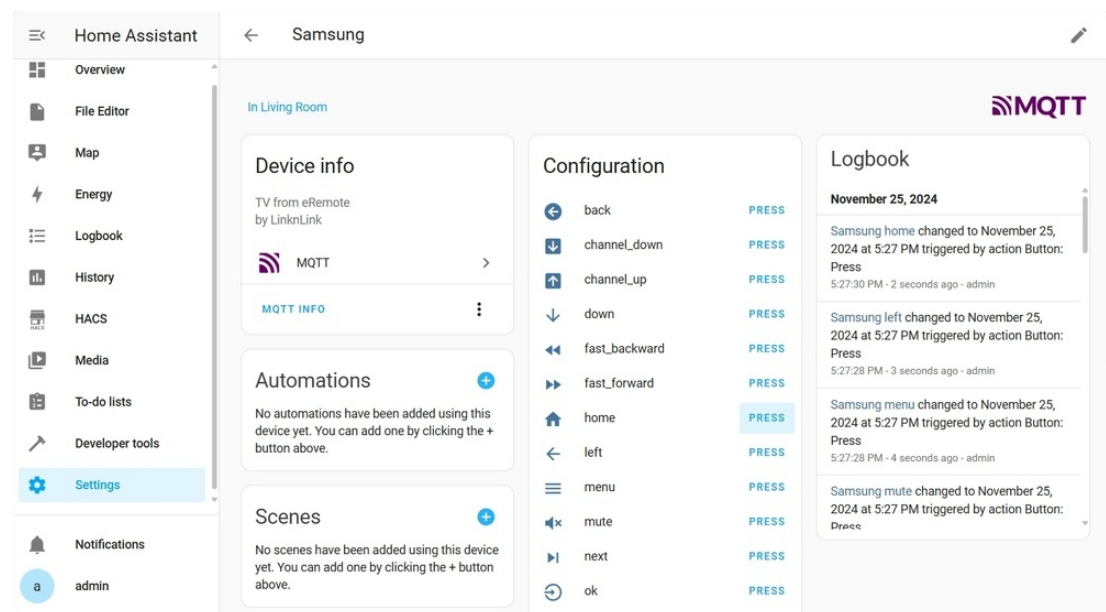 Home Assistant
Overview
File Editor
Map
Energy
Logbook
History
HACS
HACS
Media
To-do lists
Developer tools
Settings
Notifications
a
admin
Samsung
In Living Room
MQTT
Device info
TV from eRemote
by LinknLink
MQTT
MQTT INFO
Automations
No automations have been added using this
device yet. You can add one by clicking the +
button above.
Scenes
No scenes have been added using this device
yet. You can add one by clicking the + button
above.
Configuration
back PRESS
channel_down PRESS
channel_up PRESS
down PRESS
fast_backward PRESS
fast_forward PRESS
home PRESS
left PRESS
menu PRESS
mute PRESS
next PRESS
ok PRESS
Logbook
November 25, 2024
Samsung home changed to November 25,
2024 at 5:27 PM triggered by action Button:
Press
5:27:30 PM - 2 seconds ago - admin
Samsung left changed to November 25,
2024 at 5:27 PM triggered by action Button:
Press
5:27:28 PM - 3 seconds ago - admin
Samsung menu changed to November 25,
2024 at 5:27 PM triggered by action Button:
Press
5:27:28 PM - 4 seconds ago - admin
Samsung mute changed to November 25,
2024 at 5:27 PM triggered by action Button:
Press